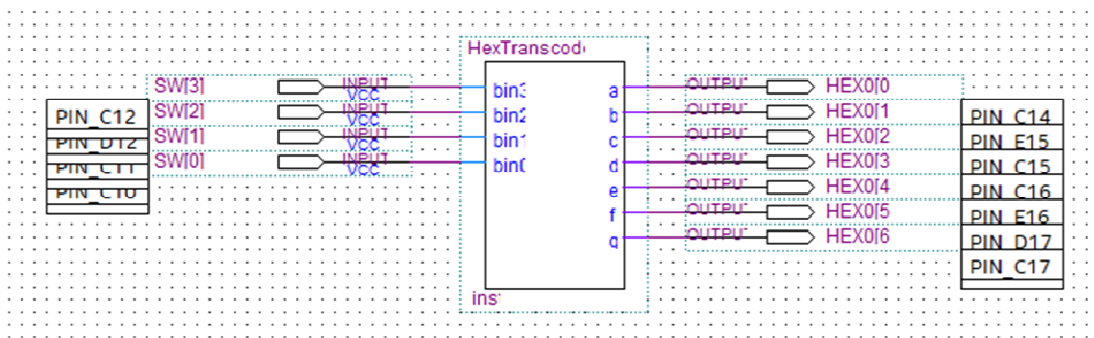 HexTranscod
SW[3] INPUT VCC bin3 a OUTPUT HEX0[0
PIN_C12 SW[2] INPUT VCC bin2 b OUTPUT HEX0[1 PIN_C14
PIN_D12 SW[1] INPUT VCC bin1 c OUTPUT HEX0[2 PIN_E15
PIN_C11 SW[0] INPUT VCC bin0 d OUTPUT HEX0[3 PIN_C15
PIN_C10 e OUTPUT HEX0[4 PIN_C16
f OUTPUT HEX0[5 PIN_E16
g OUTPUT HEX0[6 PIN_D17
PIN_C17
inst